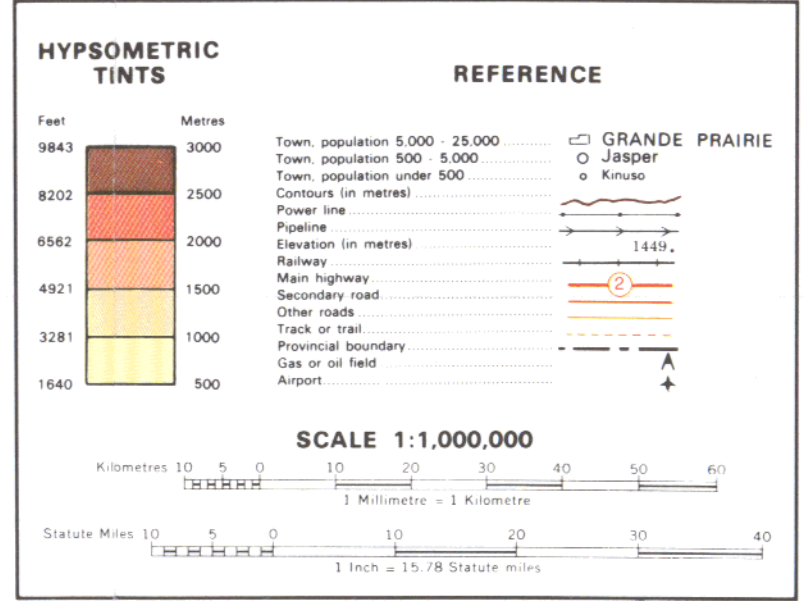 HYPSOMETRIC
TINTS
Feet Metres
9843 3000
8202 2500
6562 2000
4921 1500
3281 1000
1640 500
REFERENCE
Town, population 5,000 - 25,000 GRANDE PRAIRIE
Town, population 500 - 5,000 Jasper
Town, population under 500 Kinuso
Contours (in metres)
Power line
Pipeline
Elevation (in metres) 1449.
Railway
Main highway 2
Secondary road
Other roads
Track or trail
Provincial boundary
Gas or oil field
Airport
SCALE 1:1,000,000
Kilometres 10 5 0 10 20 30 40 50 60
1 Millimetre = 1 Kilometre
Statute Miles 10 5 0 10 20 30 40
1 Inch = 15.78 Statute miles